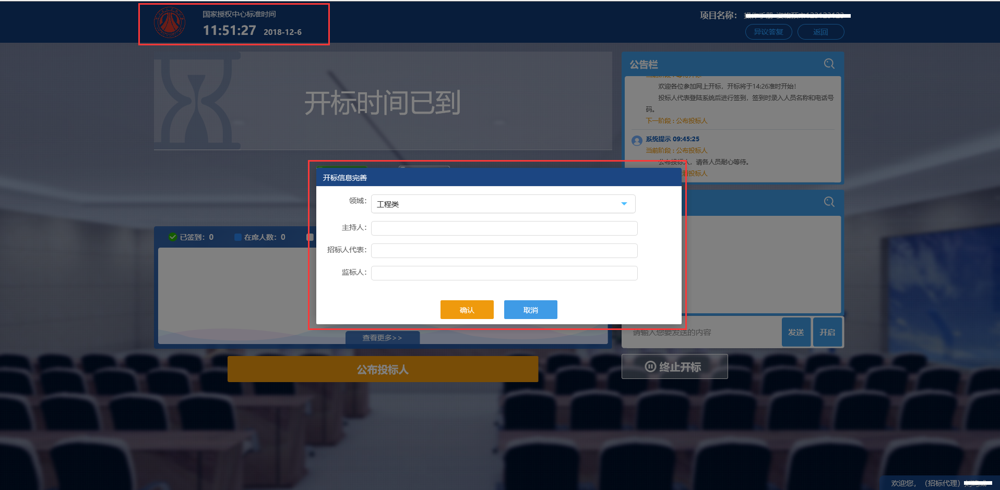 国家授权中心标准时间
11:51:27 2018-12-6
项目名称：
异议答复 返回
开标时间已到
公告栏
欢迎各位参加网上开标，开标将于14:26准时开始！
投标人代表登陆系统后进行签到，签到时录入人员名称和电话号
码。
下一阶段：公布投标人
系统提示 09:45:25
当前阶段：公布投标人
公布投标人，请各人员耐心等待。
投标人
开标信息完善
领域： 工程类
主持人：
招标人代表：
监标人：
确认 取消
已签到：0 在席人数：0
查看更多>>
请输入您要发送的内容
发送 开启
公布投标人
终止开标
欢迎您，（招标代理）